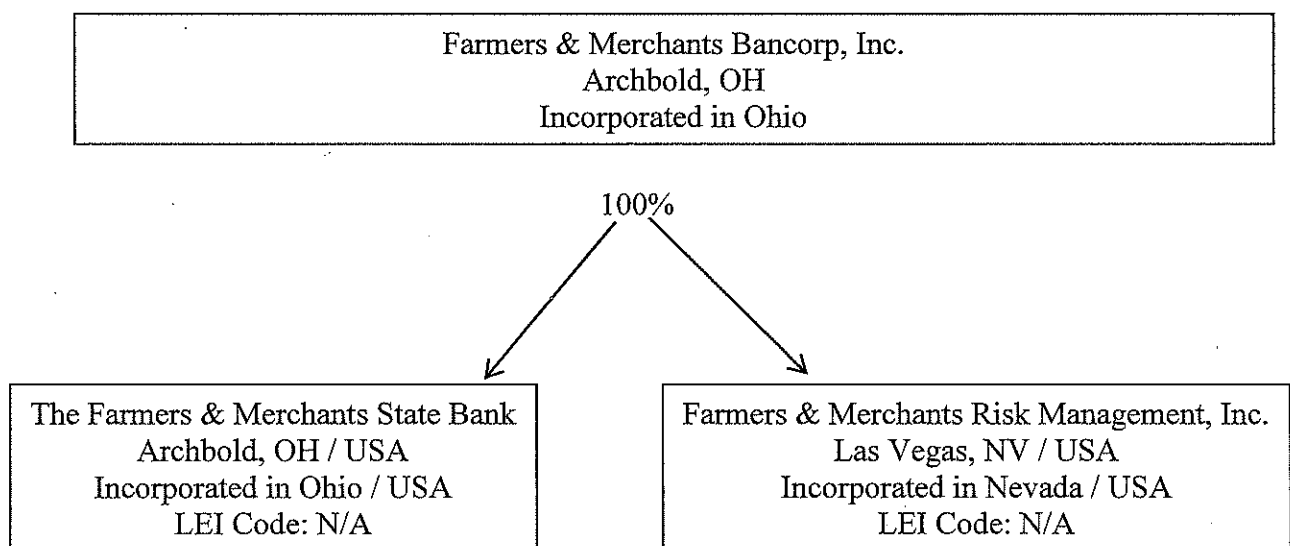 Farmers & Merchants Bancorp, Inc.
Archbold, OH
Incorporated in Ohio
100%
The Farmers & Merchants State Bank
Archbold, OH / USA
Incorporated in Ohio / USA
LEI Code: N/A
Farmers & Merchants Risk Management, Inc.
Las Vegas, NV / USA
Incorporated in Nevada / USA
LEI Code: N/A